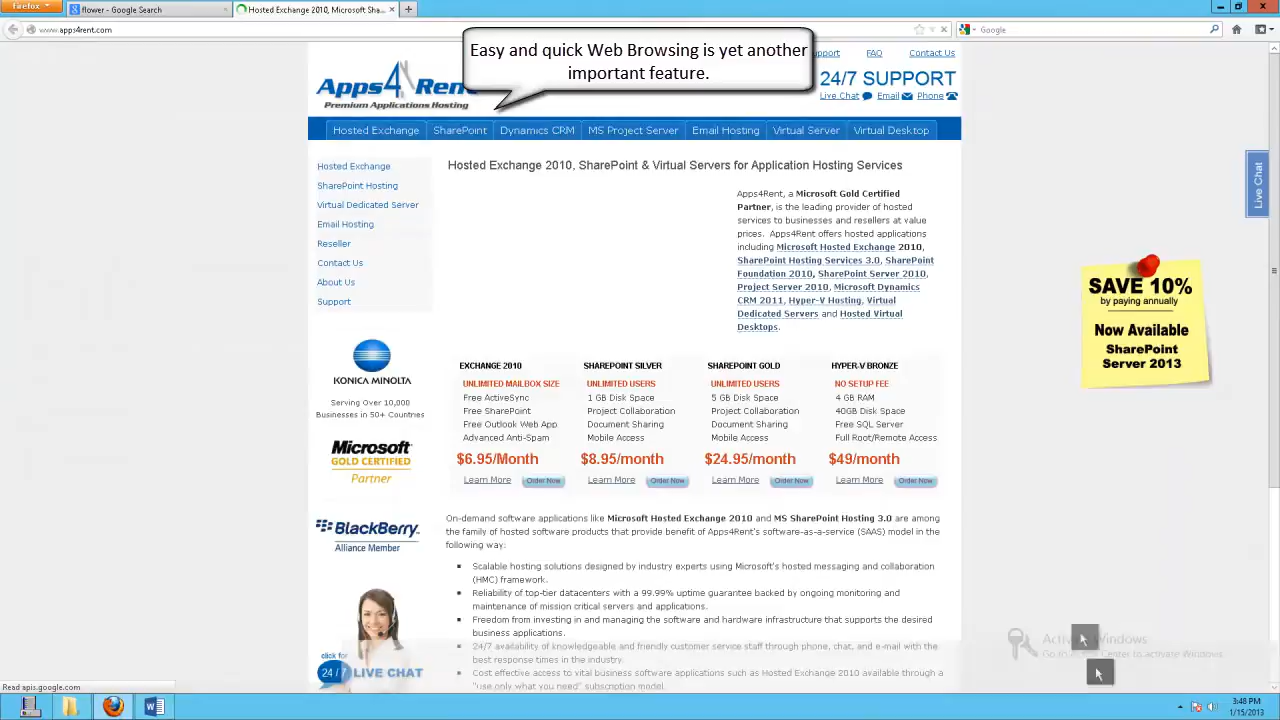 firefox
flower - Google Search
Hosted Exchange 2010, Microsoft Sha...
www.apps4rent.com
Google
Easy and quick Web Browsing is yet another
important feature.
Apps4Rent
Premium Applications Hosting
upport FAQ Contact Us
24/7 SUPPORT
Live Chat Email Phone
Hosted Exchange SharePoint Dynamics CRM MS Project Server Email Hosting Virtual Server Virtual Desktop
Hosted Exchange
SharePoint Hosting
Virtual Dedicated Server
Email Hosting
Reseller
Contact Us
About Us
Support
Hosted Exchange 2010, SharePoint & Virtual Servers for Application Hosting Services
Apps4Rent, a Microsoft Gold Certified
Partner, is the leading provider of hosted
services to businesses and resellers at value
prices. Apps4Rent offers hosted applications
including Microsoft Hosted Exchange 2010,
SharePoint Hosting Services 3.0, SharePoint
Foundation 2010, SharePoint Server 2010,
Project Server 2010, Microsoft Dynamics
CRM 2011, Hyper-V Hosting, Virtual
Dedicated Servers and Hosted Virtual
Desktops.
Live Chat
SAVE 10%
by paying annually
Now Available
SharePoint
Server 2013
KONICA MINOLTA
Serving Over 10,000
Businesses in 50+ Countries
Microsoft
GOLD CERTIFIED
Partner
BlackBerry
Alliance Member
click for
24/7 LIVE CHAT
EXCHANGE 2010
UNLIMITED MAILBOX SIZE
Free ActiveSync
Free SharePoint
Free Outlook Web App
Advanced Anti-Spam
$6.95/Month
Learn More Order Now
SHAREPOINT SILVER
UNLIMITED USERS
1 GB Disk Space
Project Collaboration
Document Sharing
Mobile Access
$8.95/month
Learn More Order Now
SHAREPOINT GOLD
UNLIMITED USERS
5 GB Disk Space
Project Collaboration
Document Sharing
Mobile Access
$24.95/month
Learn More Order Now
HYPER-V BRONZE
NO SETUP FEE
4 GB RAM
40GB Disk Space
Free SQL Server
Full Root/Remote Access
$49/month
Learn More Order Now
On-demand software applications like Microsoft Hosted Exchange 2010 and MS SharePoint Hosting 3.0 are among
the family of hosted software products that provide benefit of Apps4Rent's software-as-a-service (SAAS) model in the
following way:
Scalable hosting solutions designed by industry experts using Microsoft's hosted messaging and collaboration
(HMC) framework.
Reliability of top-tier datacenters with a 99.99% uptime guarantee backed by ongoing monitoring and
maintenance of mission critical servers and applications.
Freedom from investing in and managing the software and hardware infrastructure that supports the desired
business applications.
24/7 availability of knowledgeable and friendly customer service staff through phone, chat, and e-mail with the
best response times in the industry.
Cost effective access to vital business software applications such as Hosted Exchange 2010 available through a
"use only what you need" subscription model.
Windows
Center to activate Windows.
Read apis.google.com
3:48 PM
1/15/2013